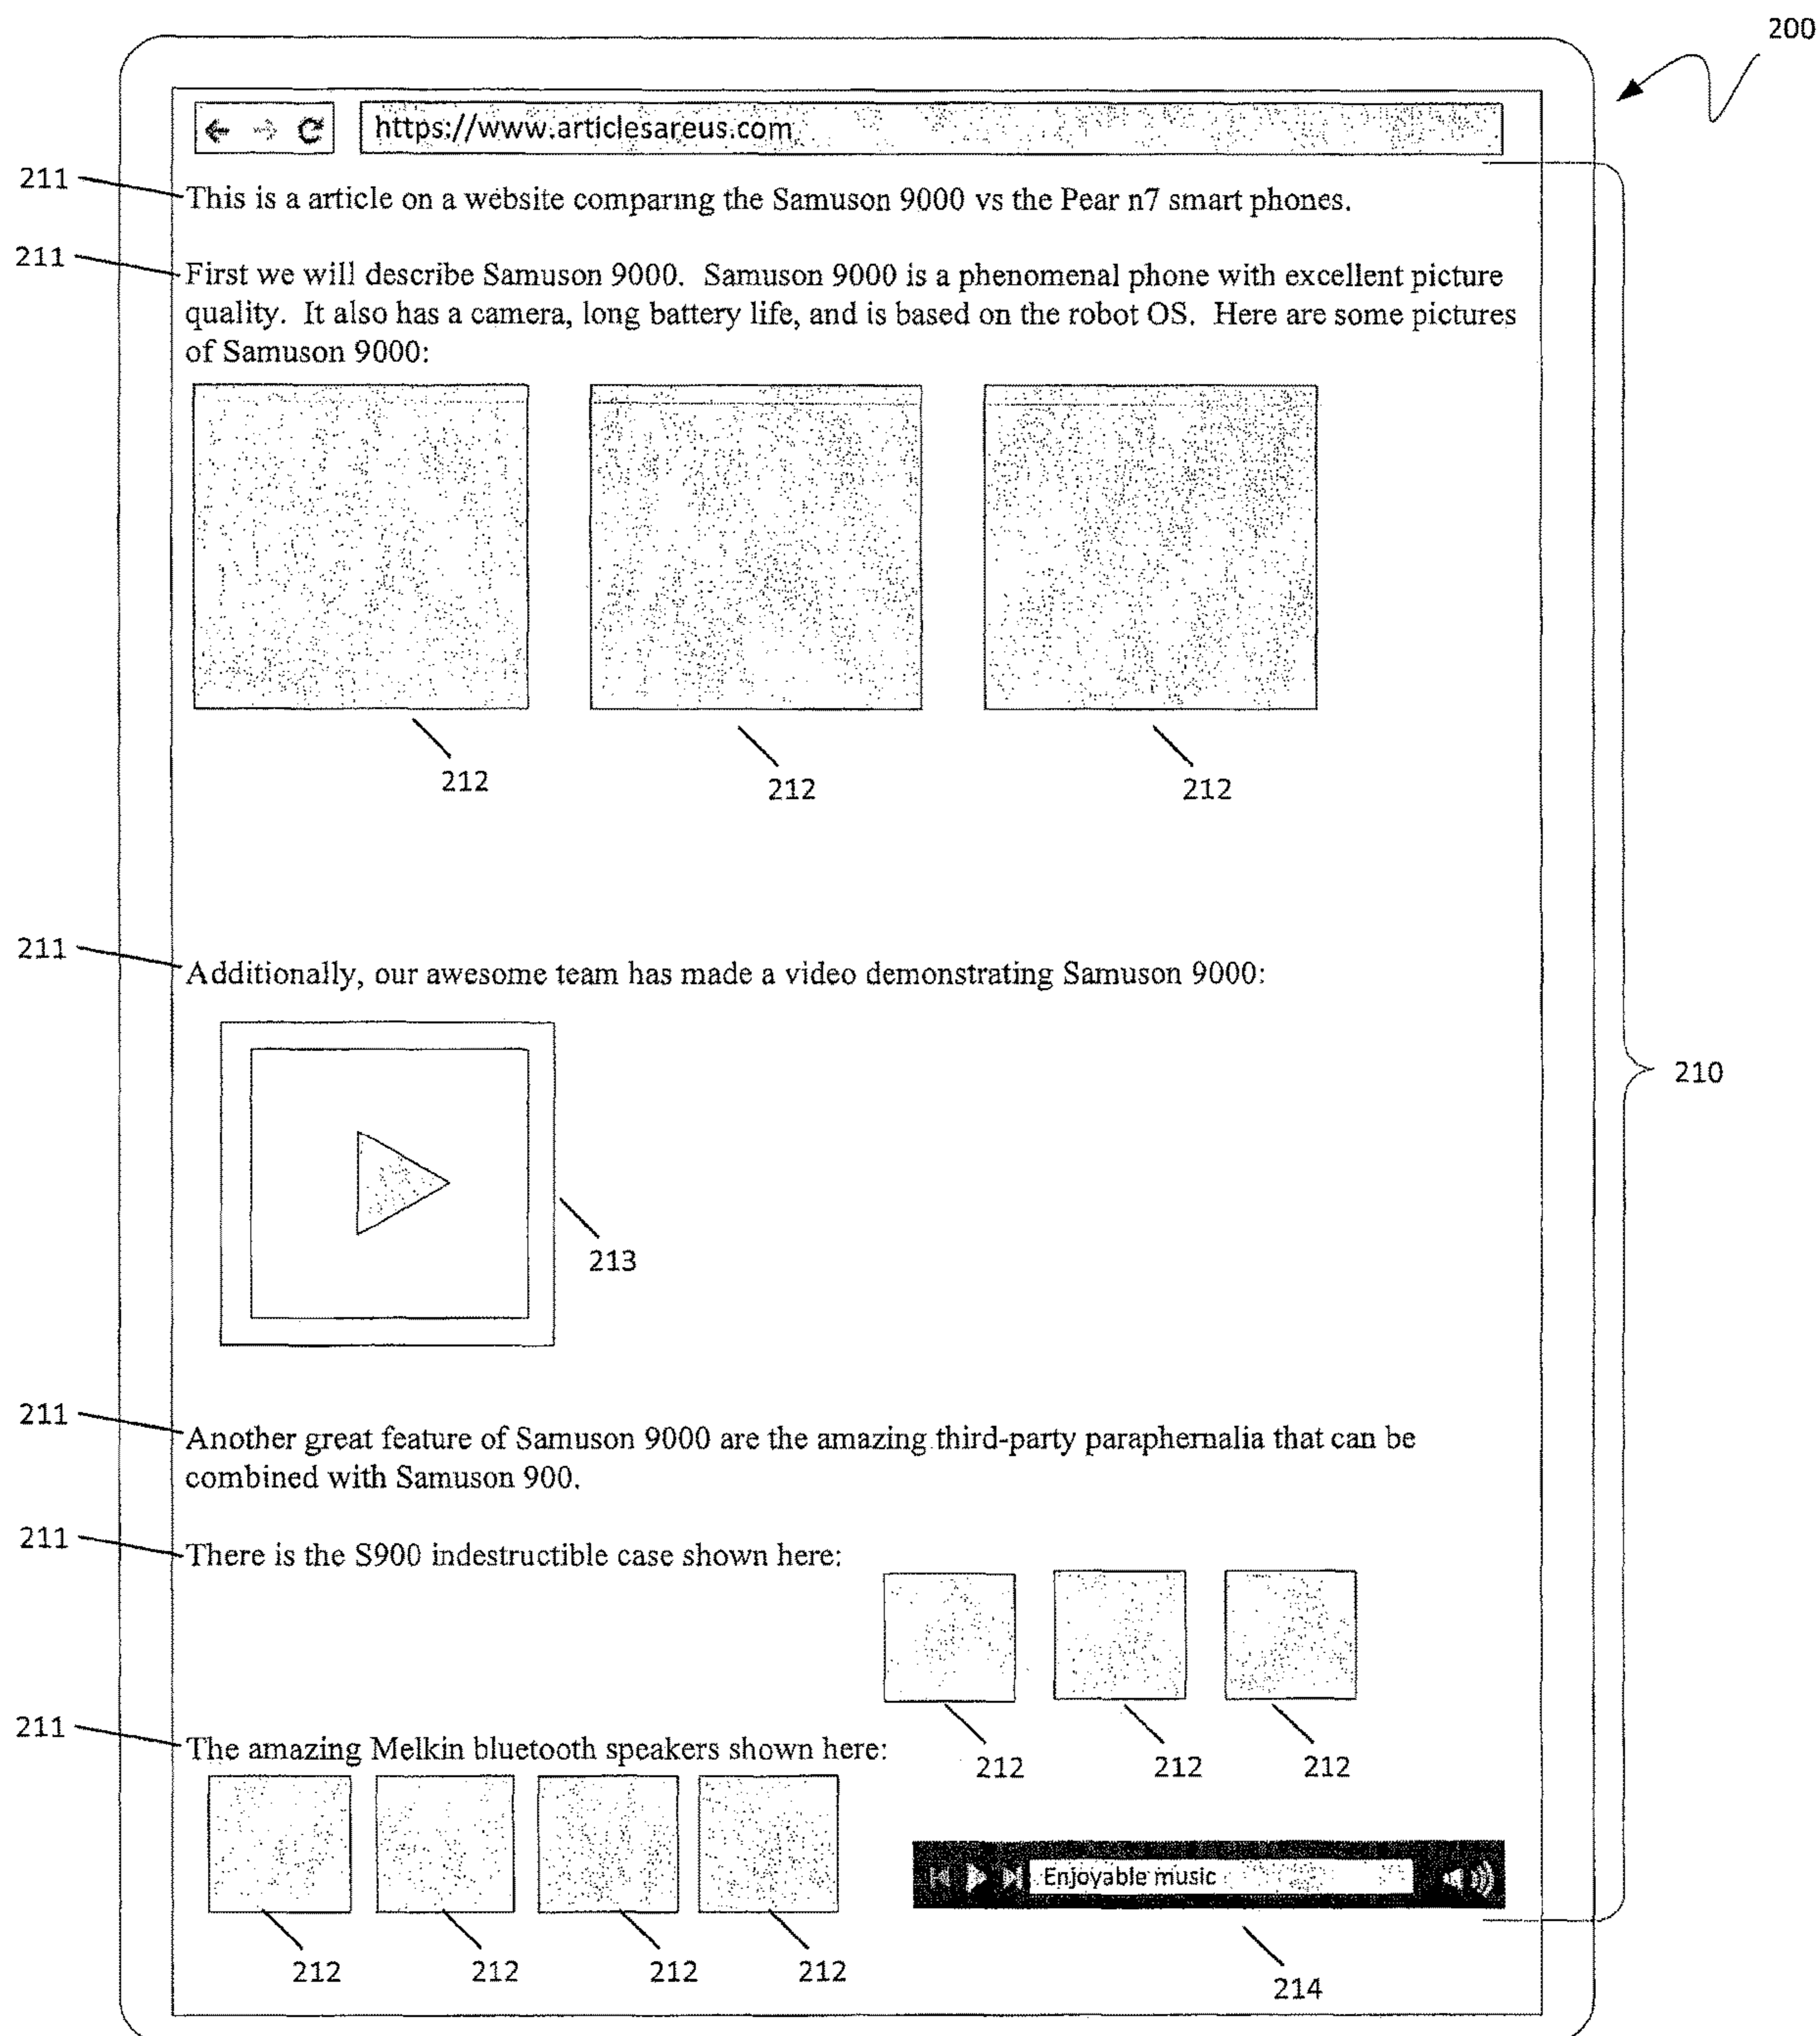 200
https://www.articlesareus.com
211
This is a article on a website comparing the Samuson 9000 vs the Pear n7 smart phones.
211
First we will describe Samuson 9000. Samuson 9000 is a phenomenal phone with excellent picture
quality. It also has a camera, long battery life, and is based on the robot OS. Here are some pictures
of Samuson 9000:
212
212
212
211
Additionally, our awesome team has made a video demonstrating Samuson 9000:
210
213
211
Another great feature of Samuson 9000 are the amazing third-party paraphernalia that can be
combined with Samuson 900.
211
There is the S900 indestructible case shown here:
211
The amazing Melkin bluetooth speakers shown here:
212
212
212
Enjoyable music
212
212
212
212
214